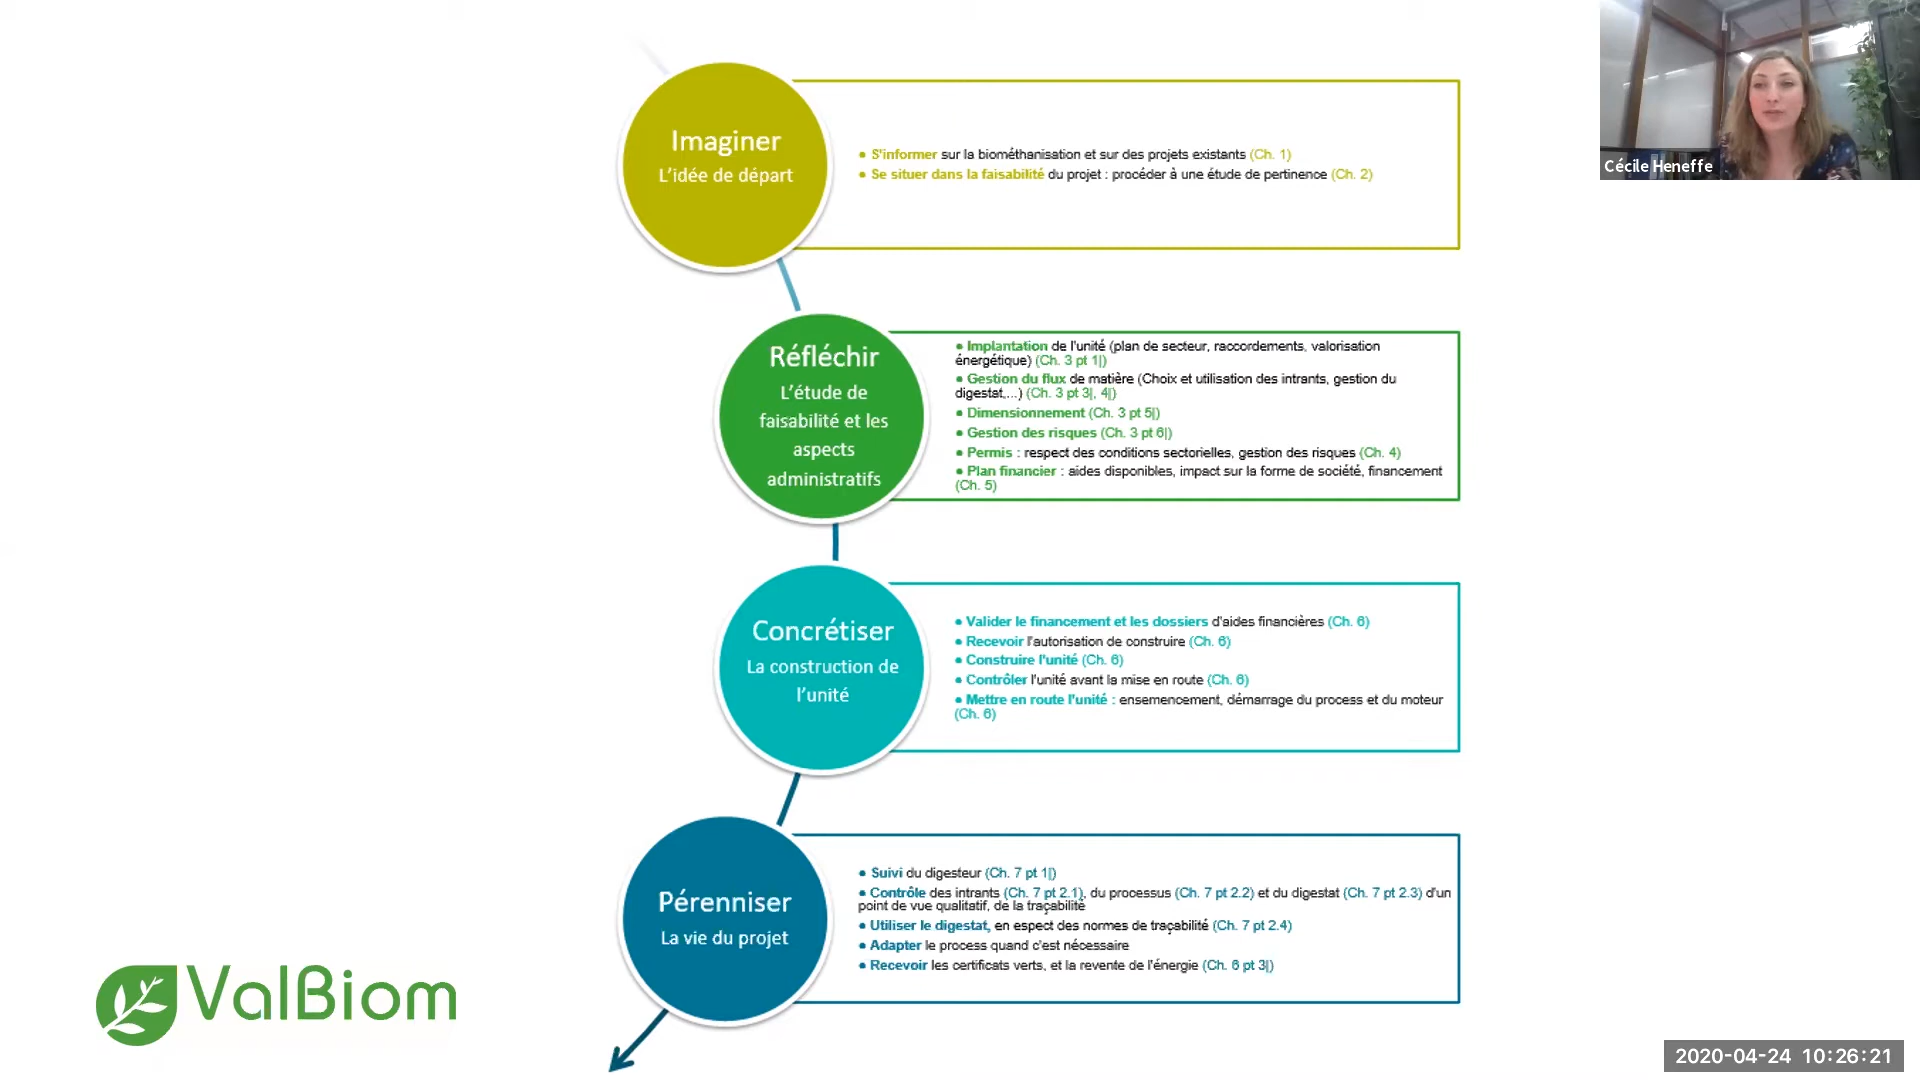 Imaginer
L'idée de départ
• S'informer sur la biométhanisation et sur des projets existants (Ch. 1)
• Se situer dans la faisabilité du projet : procéder à une étude de pertinence (Ch. 2)
Cécile Heneffe
Réfléchir
L'étude de
faisabilité et les
aspects
administratifs
• Implantation de l'unité (plan de secteur, raccordements, valorisation
énergétique) (Ch. 3 pt 1|)
• Gestion du flux de matière (Choix et utilisation des intrants, gestion du
digestat,...) (Ch. 3 pt 3|, 4|)
• Dimensionnement (Ch. 3 pt 5|)
• Gestion des risques (Ch. 3 pt 6|)
• Permis : respect des conditions sectorielles, gestion des risques (Ch. 4)
• Plan financier : aides disponibles, impact sur la forme de société, financement
(Ch. 5)
Concrétiser
La construction de
l'unité
• Valider le financement et les dossiers d'aides financières (Ch. 6)
• Recevoir l'autorisation de construire (Ch. 6)
• Construire l'unité (Ch. 6)
• Contrôler l'unité avant la mise en route (Ch. 6)
• Mettre en route l'unité : ensemencement, démarrage du process et du moteur
(Ch. 6)
Pérenniser
La vie du projet
• Suivi du digesteur (Ch. 7 pt 1|)
• Contrôle des intrants (Ch. 7 pt 2.1), du processus (Ch. 7 pt 2.2) et du digestat (Ch. 7 pt 2.3) d'un
point de vue qualitatif, de la traçabilité
• Utiliser le digestat, en espect des normes de traçabilité (Ch. 7 pt 2.4)
• Adapter le process quand c'est nécessaire
• Recevoir les certificats verts, et la revente de l'énergie (Ch. 6 pt 3|)
ValBiom
2020-04-24 10:26:21